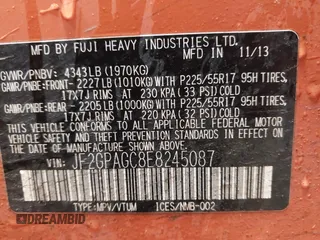 MFD BY FUJI HEAVY INDUSTRIES LTD.
MFD IN 11/13
GVWR/PNBV: 4343LB (1970KG)
GAWR/PNBE-FRONT - 2227LB (1010KG)WITH P225/55R17 95H TIRES,
17X7J RIMS AT 230 KPA (33 PSI)COLD
GAWR/PNBE-REAR - 2205LB (1000KG)WITH P225/55R17 95H TIRES,
17X7J RIMS AT 220 KPA (32 PSI)COLD
THIS VEHICLE CONFORMS TO ALL APPLICABLE FEDERAL MOTOR
VEHICLE SAFETY AND THEFT PREVENTION STANDARDS IN
EFFECT ON THE DATE OF MANUFACTURE SHOWN ABOVE.
VEHICLE IDENTIFICATION NO.:
JF2GPAGC8E8245087
TYPE:MPV/VTUM
ICES/NMB-002
BIDFAX